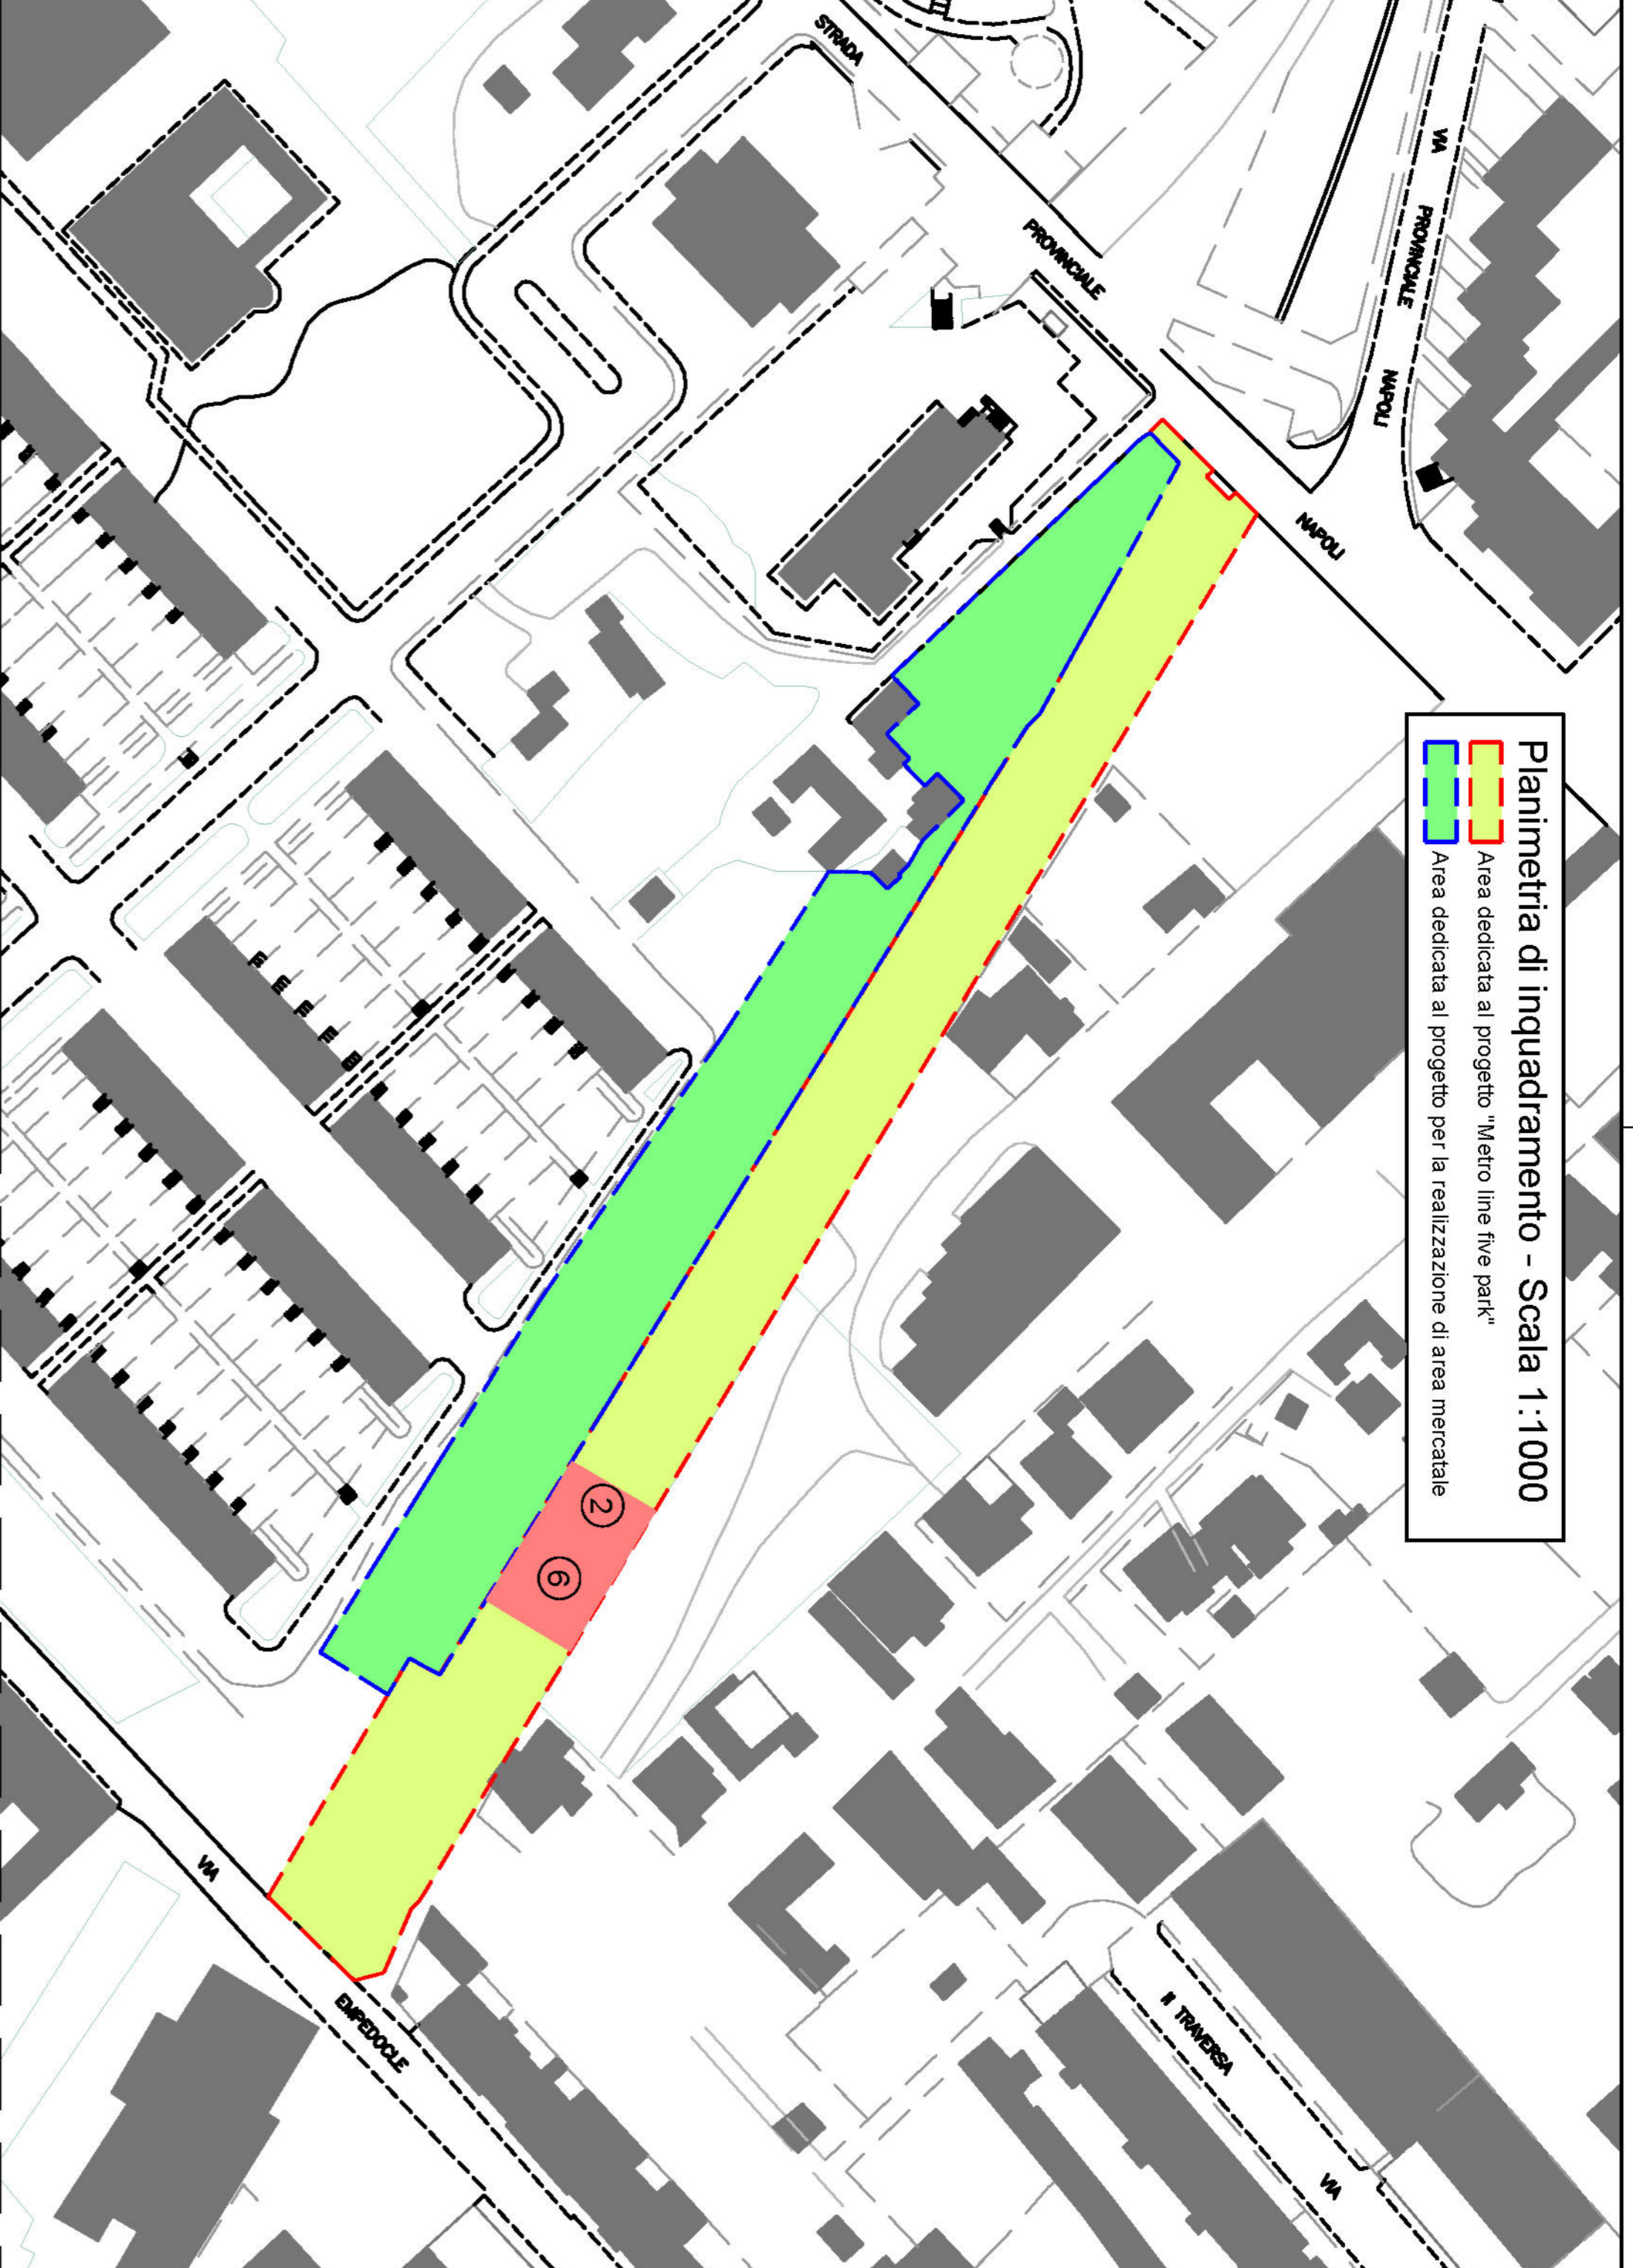 Planimetria di inquadramento - Scala 1:1000
Area dedicata al progetto "Metro line five park"
Area dedicata al progetto per la realizzazione di area mercatale
STRADA
PROVINCIALE
NAPOLI
VIA
PROVINCIALE
NAPOLI
2
6
VIA
EMPEDOCLE
II TRAVERSA
VIA